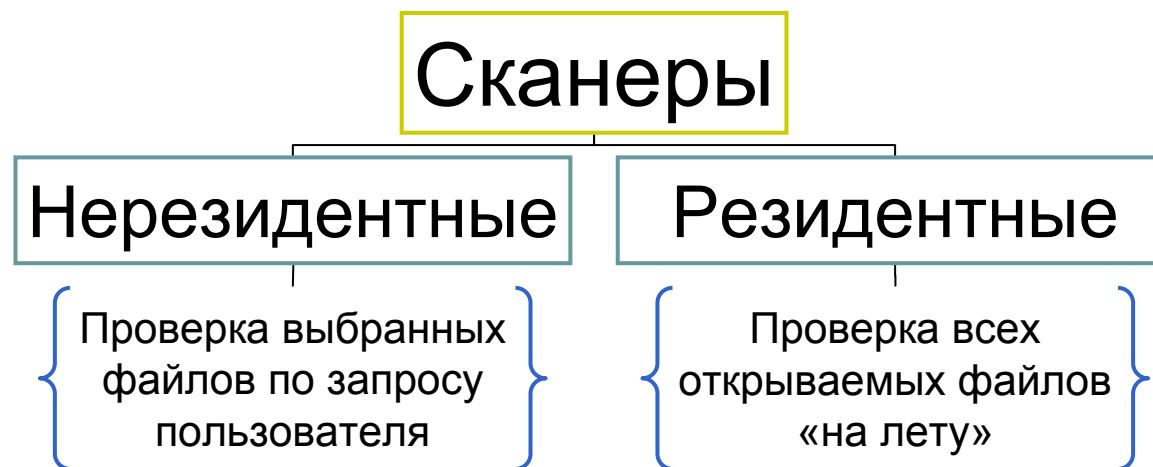 Сканеры
Нерезидентные
Резидентные
Проверка выбранных
файлов по запросу
пользователя
Проверка всех
открываемых файлов
«на лету»